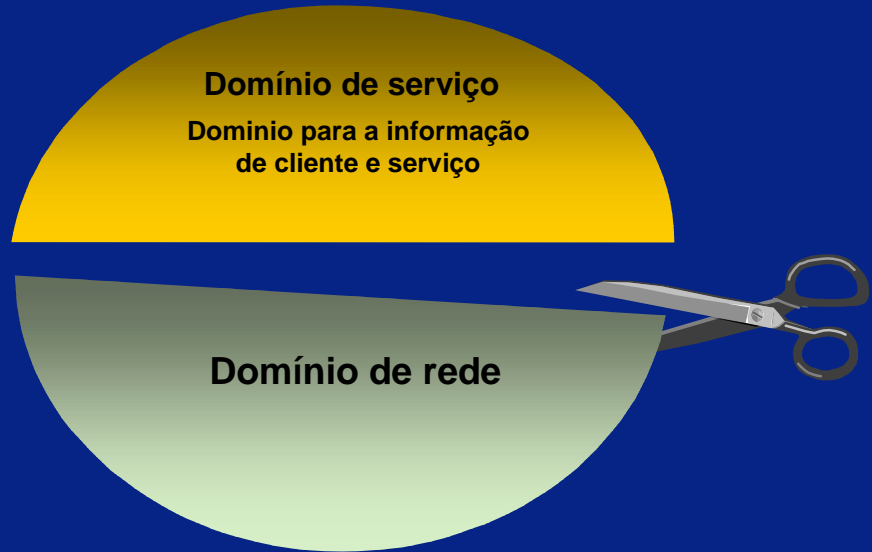 Domínio de serviço
Dominio para a informação
de cliente e serviço
Domínio de rede